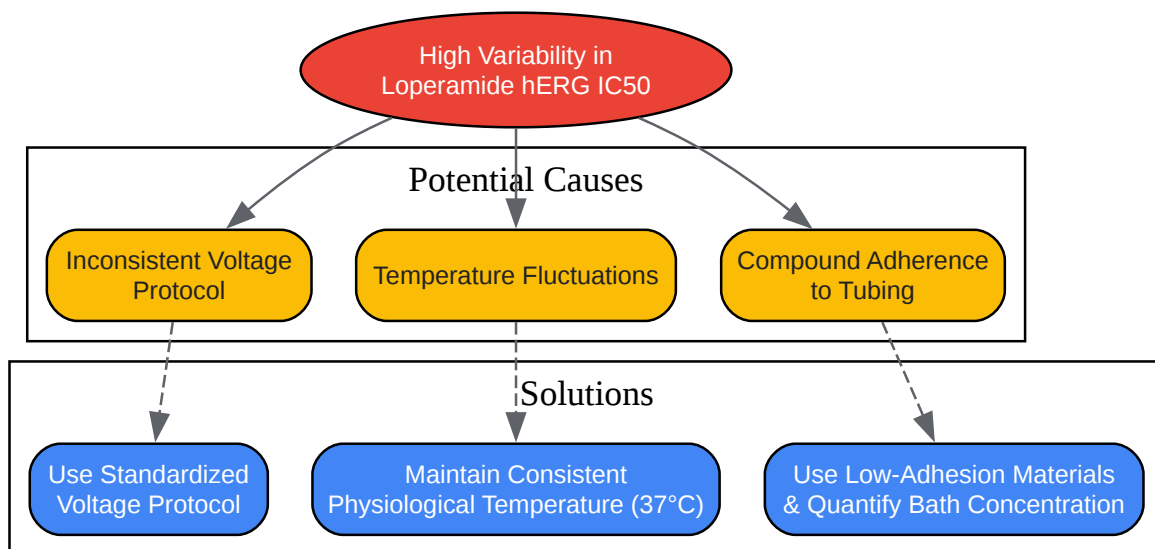 High Variability in
Loperamide hERG IC50
Potential Causes
Inconsistent Voltage
Protocol
Temperature Fluctuations
Compound Adherence
to Tubing
Solutions
Use Standardized
Voltage Protocol
Maintain Consistent
Physiological Temperature (37°C)
Use Low-Adhesion Materials
& Quantify Bath Concentration